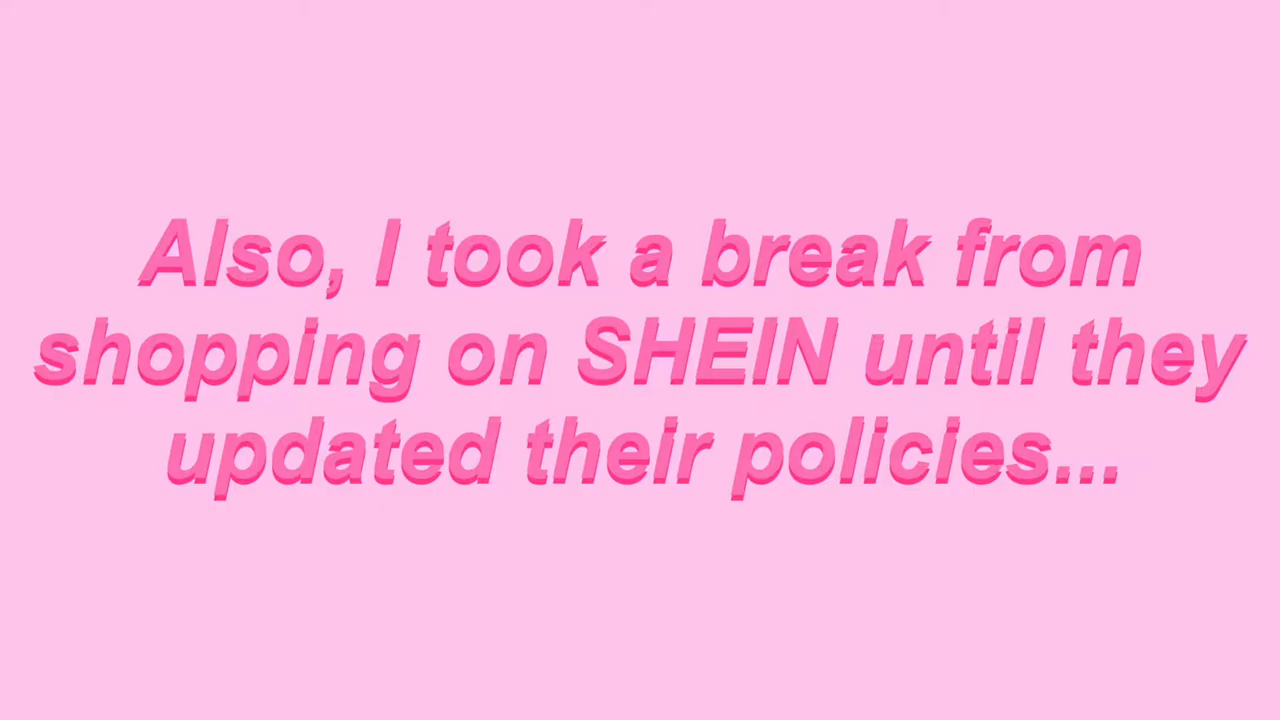 Also, I took a break from
shopping on SHEIN until they
updated their policies...